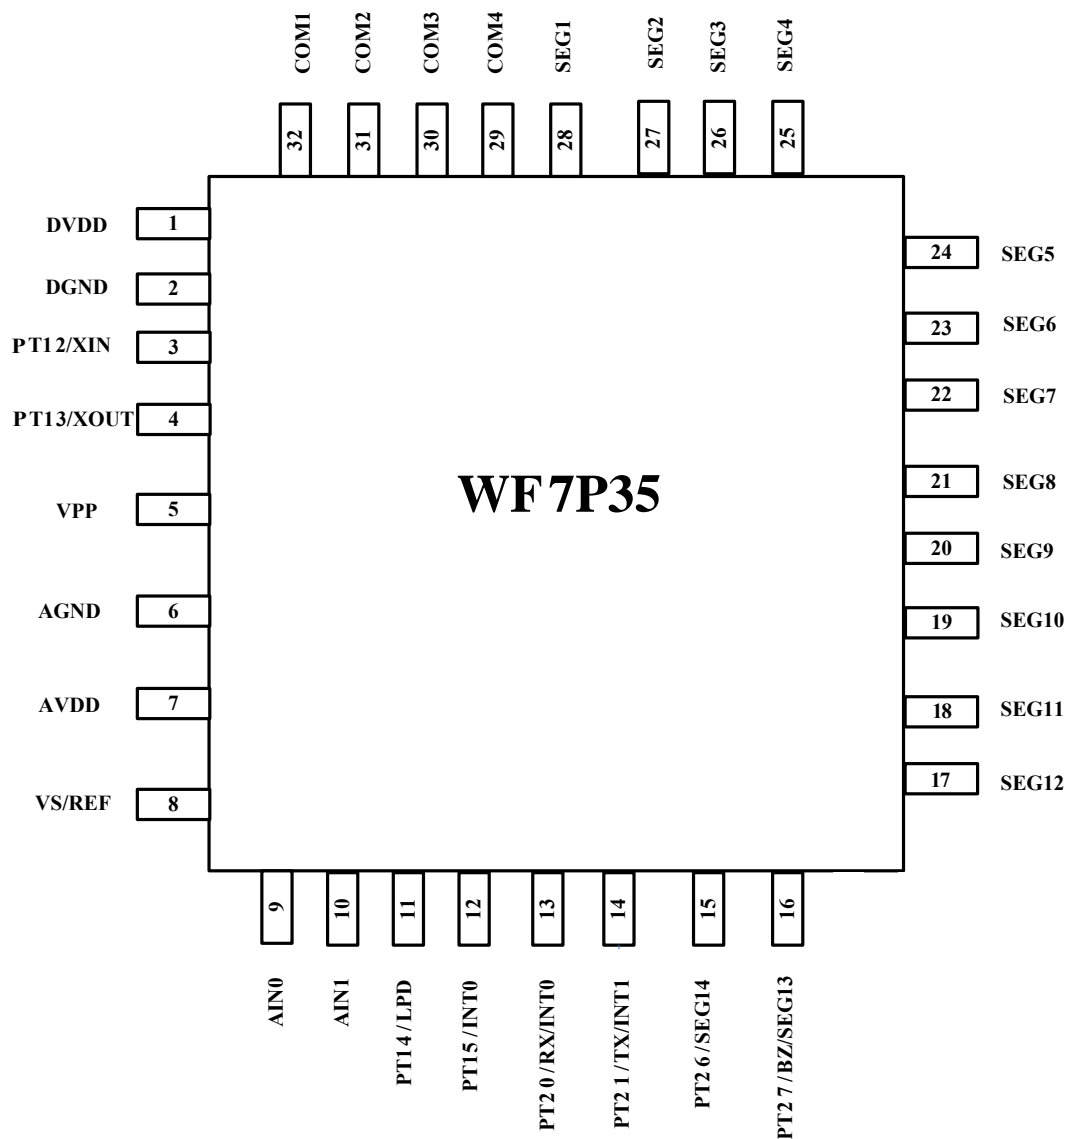 COM1
COM2
COM3
COM4
SEG1
SEG2
SEG3
SEG4
32
31
30
29
28
27
26
25
DVDD 1
DGND 2
PT12/XIN 3
PT13/XOUT 4
VPP 5
AGND 6
AVDD 7
VS/REF 8
WF7P35
24 SEG5
23 SEG6
22 SEG7
21 SEG8
20 SEG9
19 SEG10
18 SEG11
17 SEG12
9
10
11
12
13
14
15
16
AIN0
AIN1
PT14/LPD
PT15/INT0
PT20/RX/INT0
PT21/TX/INT1
PT26/SEG14
PT27/BZ/SEG13